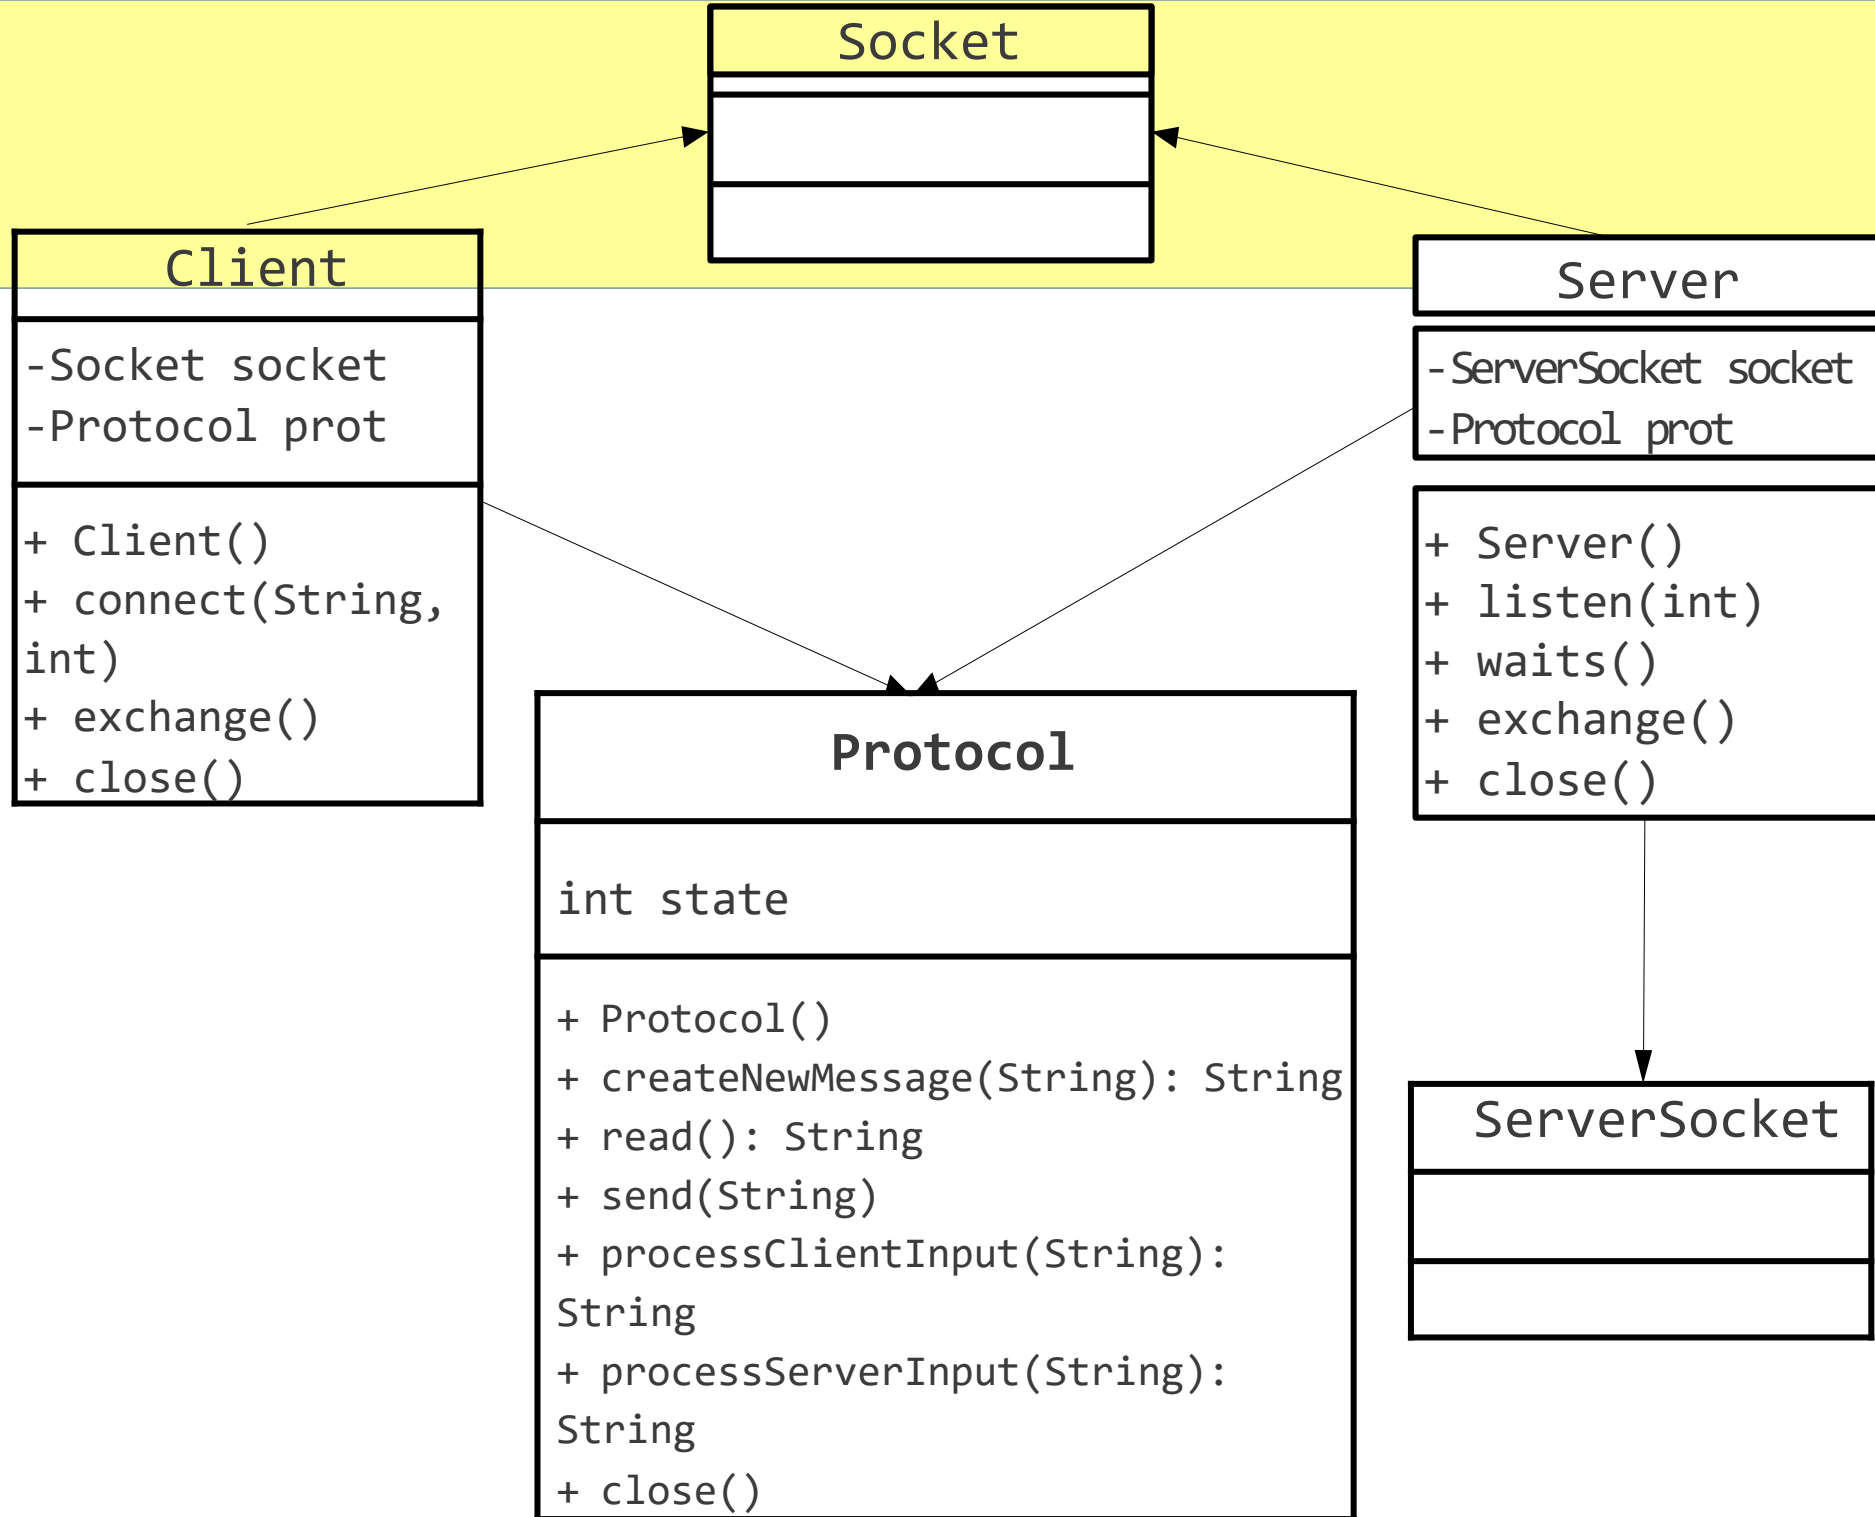 Socket
Client
-Socket socket
-Protocol prot
+ Client()
+ connect(String,
int)
+ exchange()
+ close()
Server
-ServerSocket socket
-Protocol prot
+ Server()
+ listen(int)
+ waits()
+ exchange()
+ close()
Protocol
int state
+ Protocol()
+ createNewMessage(String): String
+ read(): String
+ send(String)
+ processClientInput(String):
String
+ processServerInput(String):
String
+ close()
ServerSocket